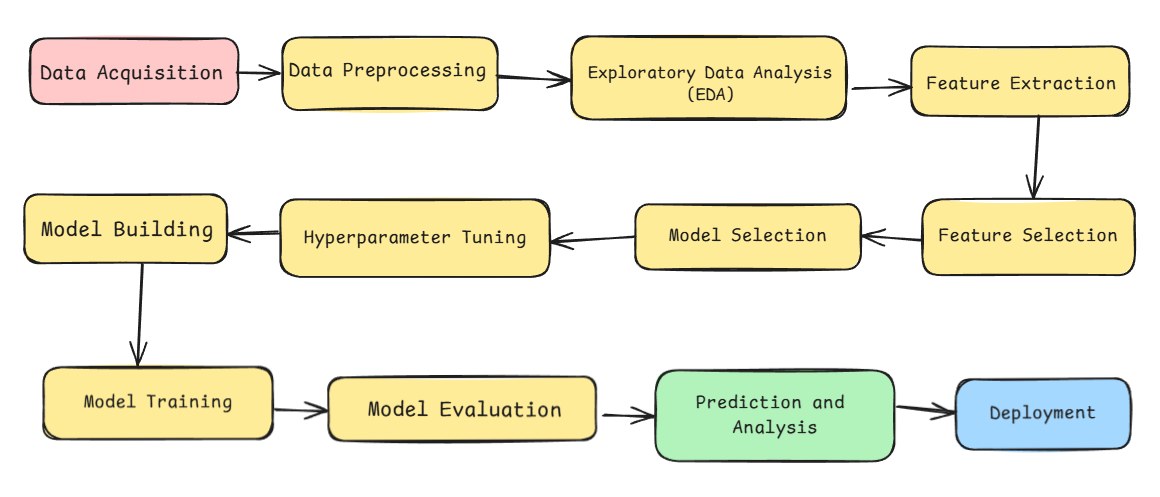 Data Acquisition
Data Preprocessing
Exploratory Data Analysis
(EDA)
Feature Extraction
Feature Selection
Model Selection
Hyperparameter Tuning
Model Building
Model Training
Model Evaluation
Prediction and
Analysis
Deployment